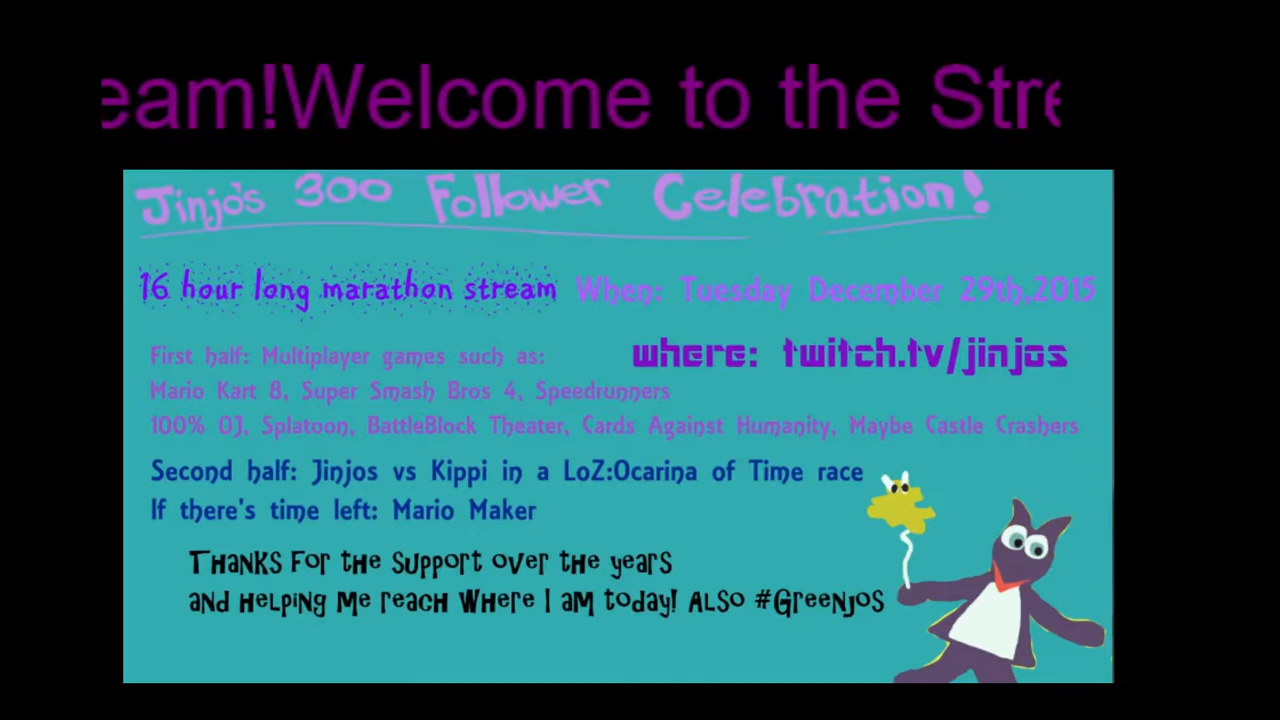 eam!Welcome to the Stre
Jinjo's 300 Follower Celebration!
16 hour long marathon stream When: Tuesday December 29th,2015
First half: Multiplayer games such as: where: twitch.tv/jinjos
Mario Kart 8, Super Smash Bros 4, Speedrunners
100% OJ, Splatoon, BattleBlock Theater, Cards Against Humanity, Maybe Castle Crashers
Second half: Jinjos vs Kippi in a LoZ:Ocarina of Time race
If there's time left: Mario Maker
Thanks for the support over the years
and helping me reach where I am today! Also #Greenjos